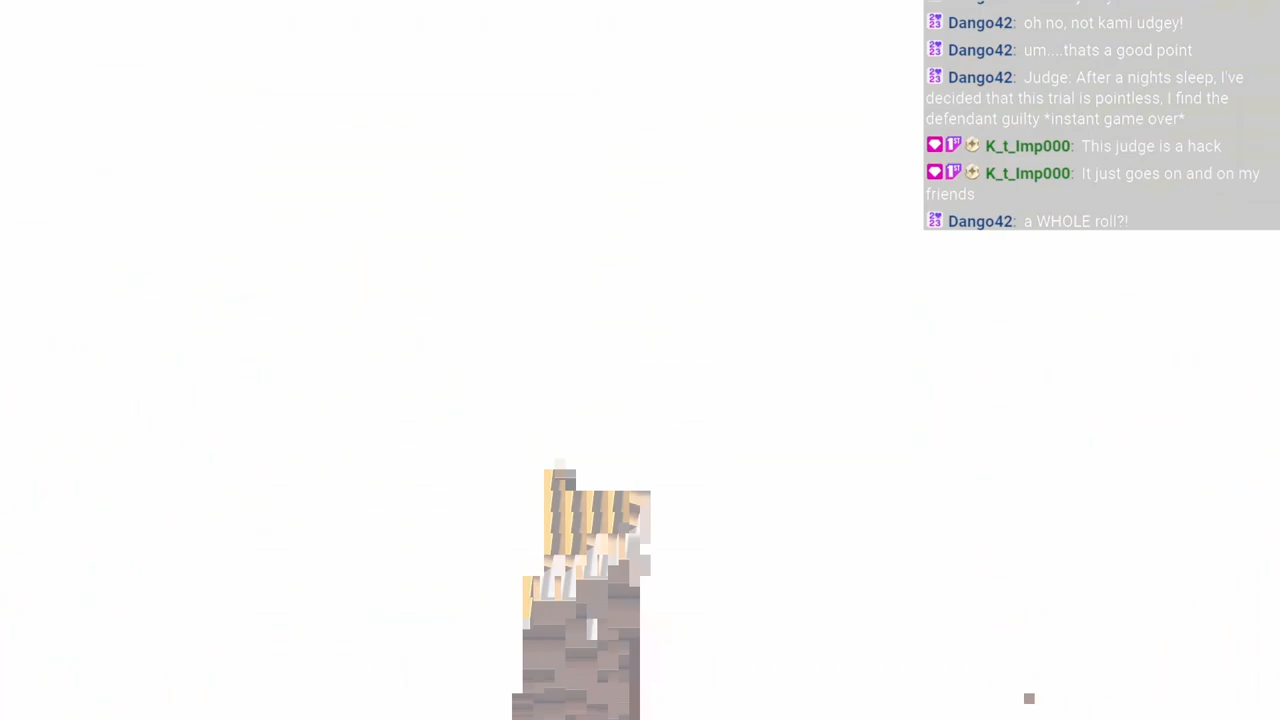 Dango42: oh no, not kami udgey!
Dango42: um....thats a good point
Dango42: Judge: After a nights sleep, I've
decided that this trial is pointless, I find the
defendant guilty *instant game over*
K_t_Imp000: This judge is a hack
K_t_Imp000: It just goes on and on my
friends
Dango42: a WHOLE roll?!